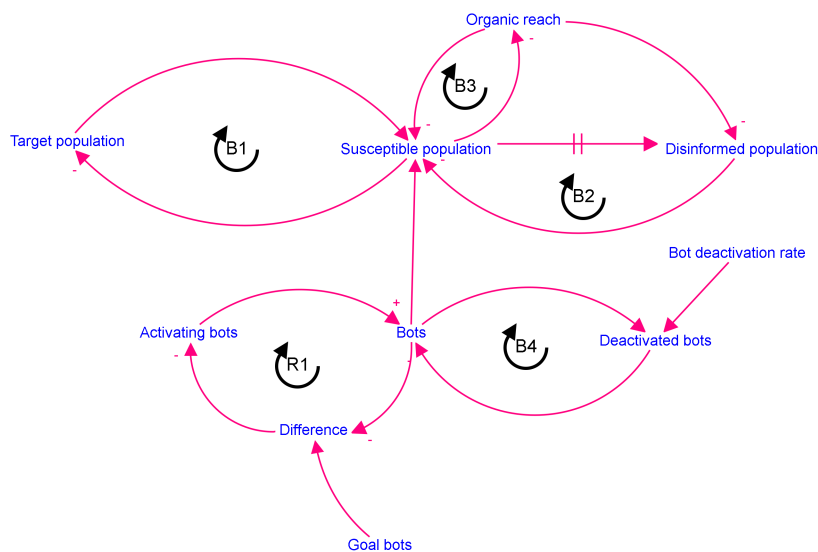 Organic reach
-
B3
-
-
Target population
B1
Susceptible population
Disinformed population
-
-
B2
Bot deactivation rate
+
Activating bots
Bots
B4
Deactivated bots
-
R1
-
Difference
-
Goal bots